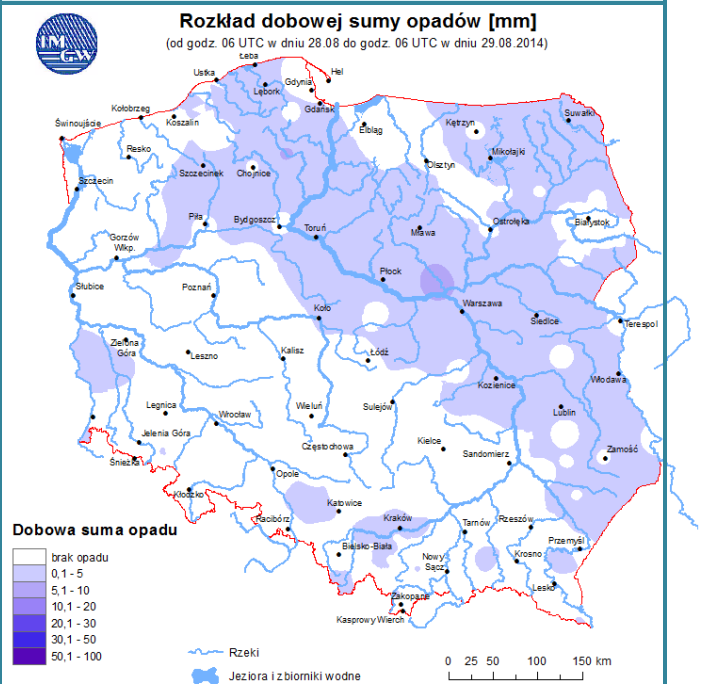 Rozkład dobowej sumy opadów [mm]
(od godz. 06 UTC w dniu 28.08 do godz. 06 UTC w dniu 29.08.2014)
IM
GW
Łeba
Ustka
Hel
Gdynia
Lębork
Gdańsk
Kołobrzeg
Koszalin
Świnoujście
Elbląg
Kętrzyn
Suwałki
Resko
Mikołajki
Olsztyn
Szczecinek
Chojnice
Szczecin
Piła
Bydgoszcz
Toruń
Mława
Ostrołęka
Białystok
Gorzów
Wlkp.
Płock
Słubice
Poznań
Koło
Warszawa
Siedlce
Terespol
Zielona
Góra
Leszno
Kalisz
Łódź
Kozienice
Włodawa
Legnica
Wrocław
Wieluń
Sulejów
Lublin
Jelenia Góra
Śnieżka
Częstochowa
Kielce
Sandomierz
Zamość
Opole
Kłodzko
Katowice
Racibórz
Kraków
Tarnów
Rzeszów
Przemyśl
Bielsko-Biała
Nowy
Sącz
Krosno
Lesko
Zakopane
Kasprowy Wierch
Dobowa suma opadu
brak opadu
0,1 - 5
5,1 - 10
10,1 - 20
20,1 - 30
30,1 - 50
50,1 - 100
Rzeki
Jeziora i zbiorniki wodne
0 25 50 100 150 km